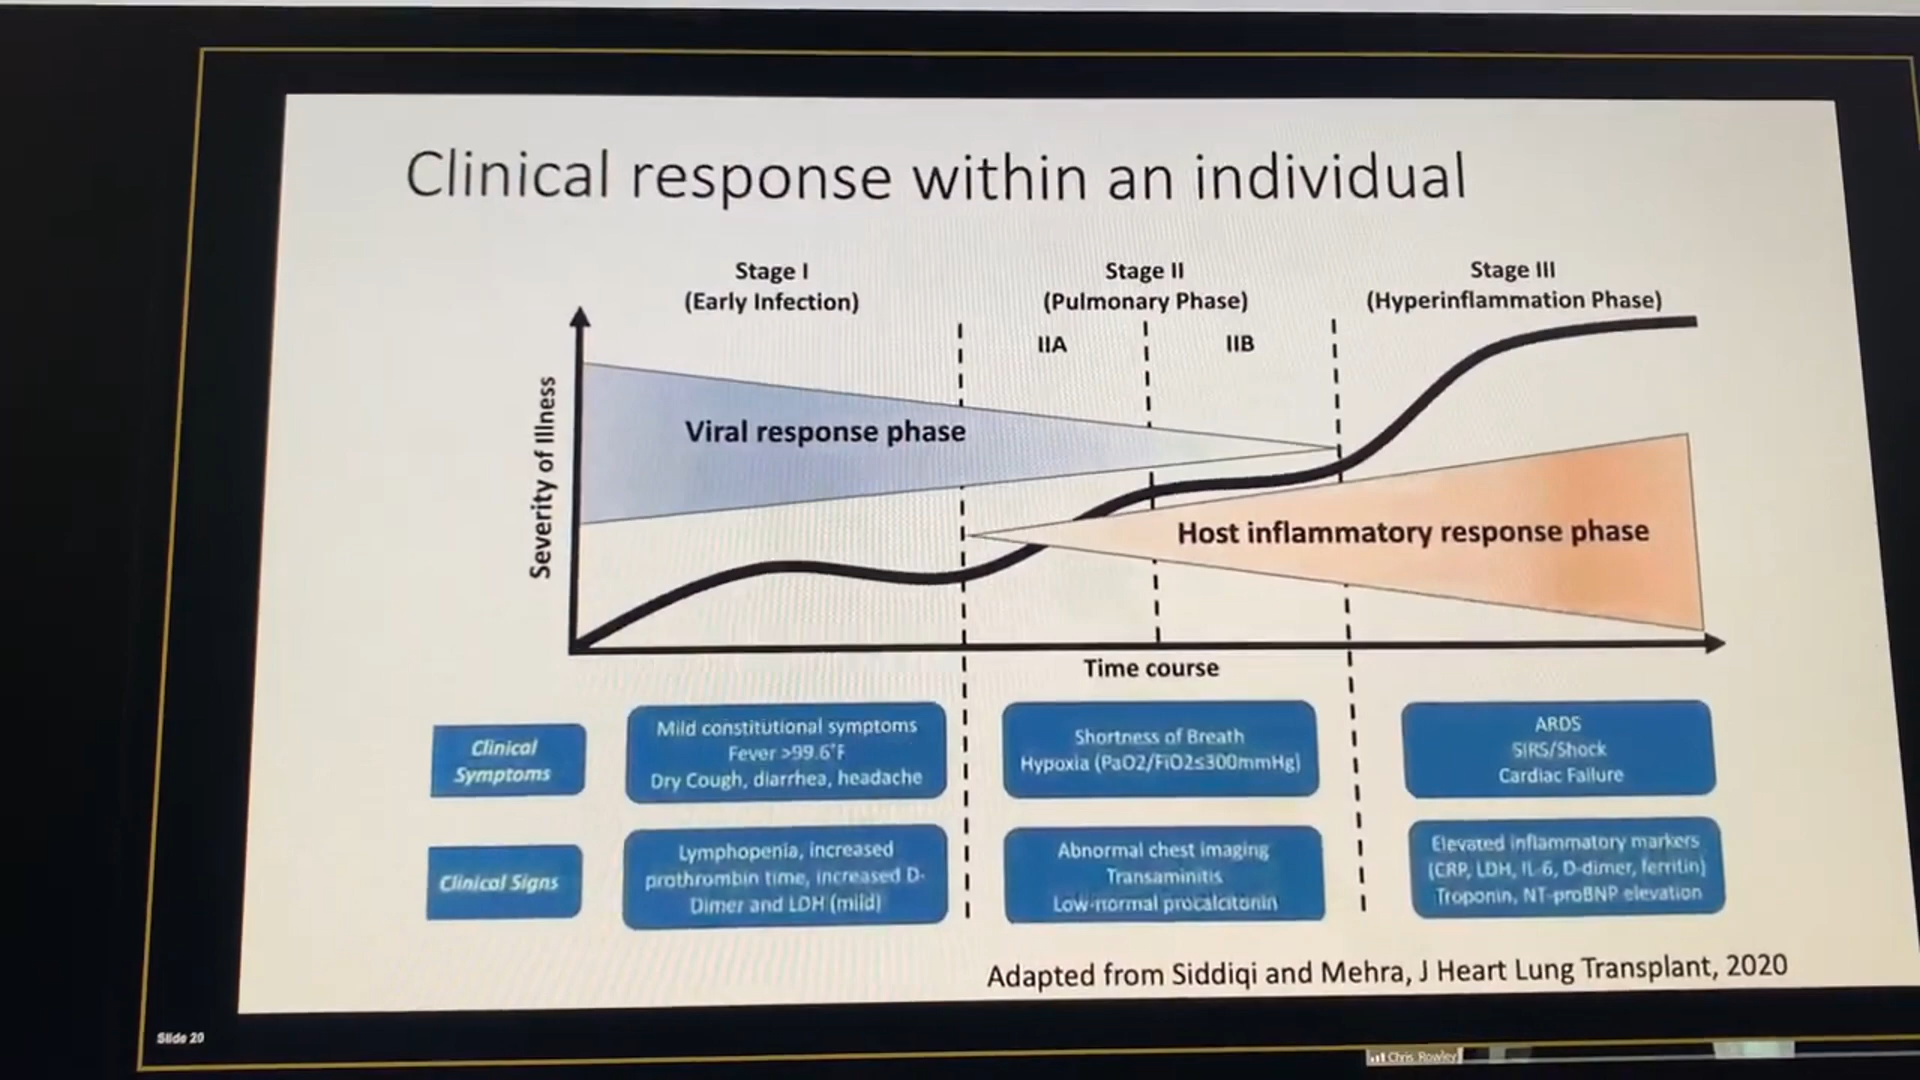 Clinical response within an individual
Stage I
(Early Infection)
Stage II
(Pulmonary Phase)
Stage III
(Hyperinflammation Phase)
IIA
IIB
Severity of Illness
Viral response phase
Host inflammatory response phase
Time course
Clinical
Symptoms
Mild constitutional symptoms
Fever >99.6°F
Dry Cough, diarrhea, headache
Shortness of Breath
Hypoxia (PaO2/FiO2≤300mmHg)
ARDS
SIRS/Shock
Cardiac Failure
Clinical Signs
Lymphopenia, increased
prothrombin time, increased D-
Dimer and LDH (mild)
Abnormal chest imaging
Transaminitis
Low-normal procalcitonin
Elevated inflammatory markers
(CRP, LDH, IL-6, D-dimer, ferritin)
Troponin, NT-proBNP elevation
Adapted from Siddiqi and Mehra, J Heart Lung Transplant, 2020
Slide 20
Chris Rowley